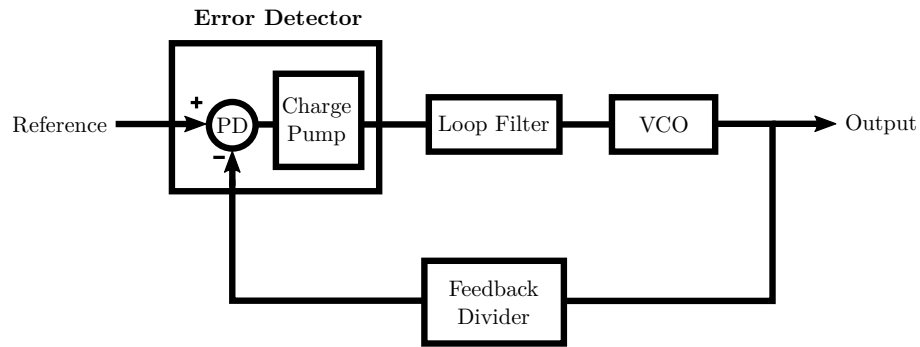 Error Detector
+
Reference
PD
−
Charge
Pump
Loop Filter
VCO
Output
Feedback
Divider